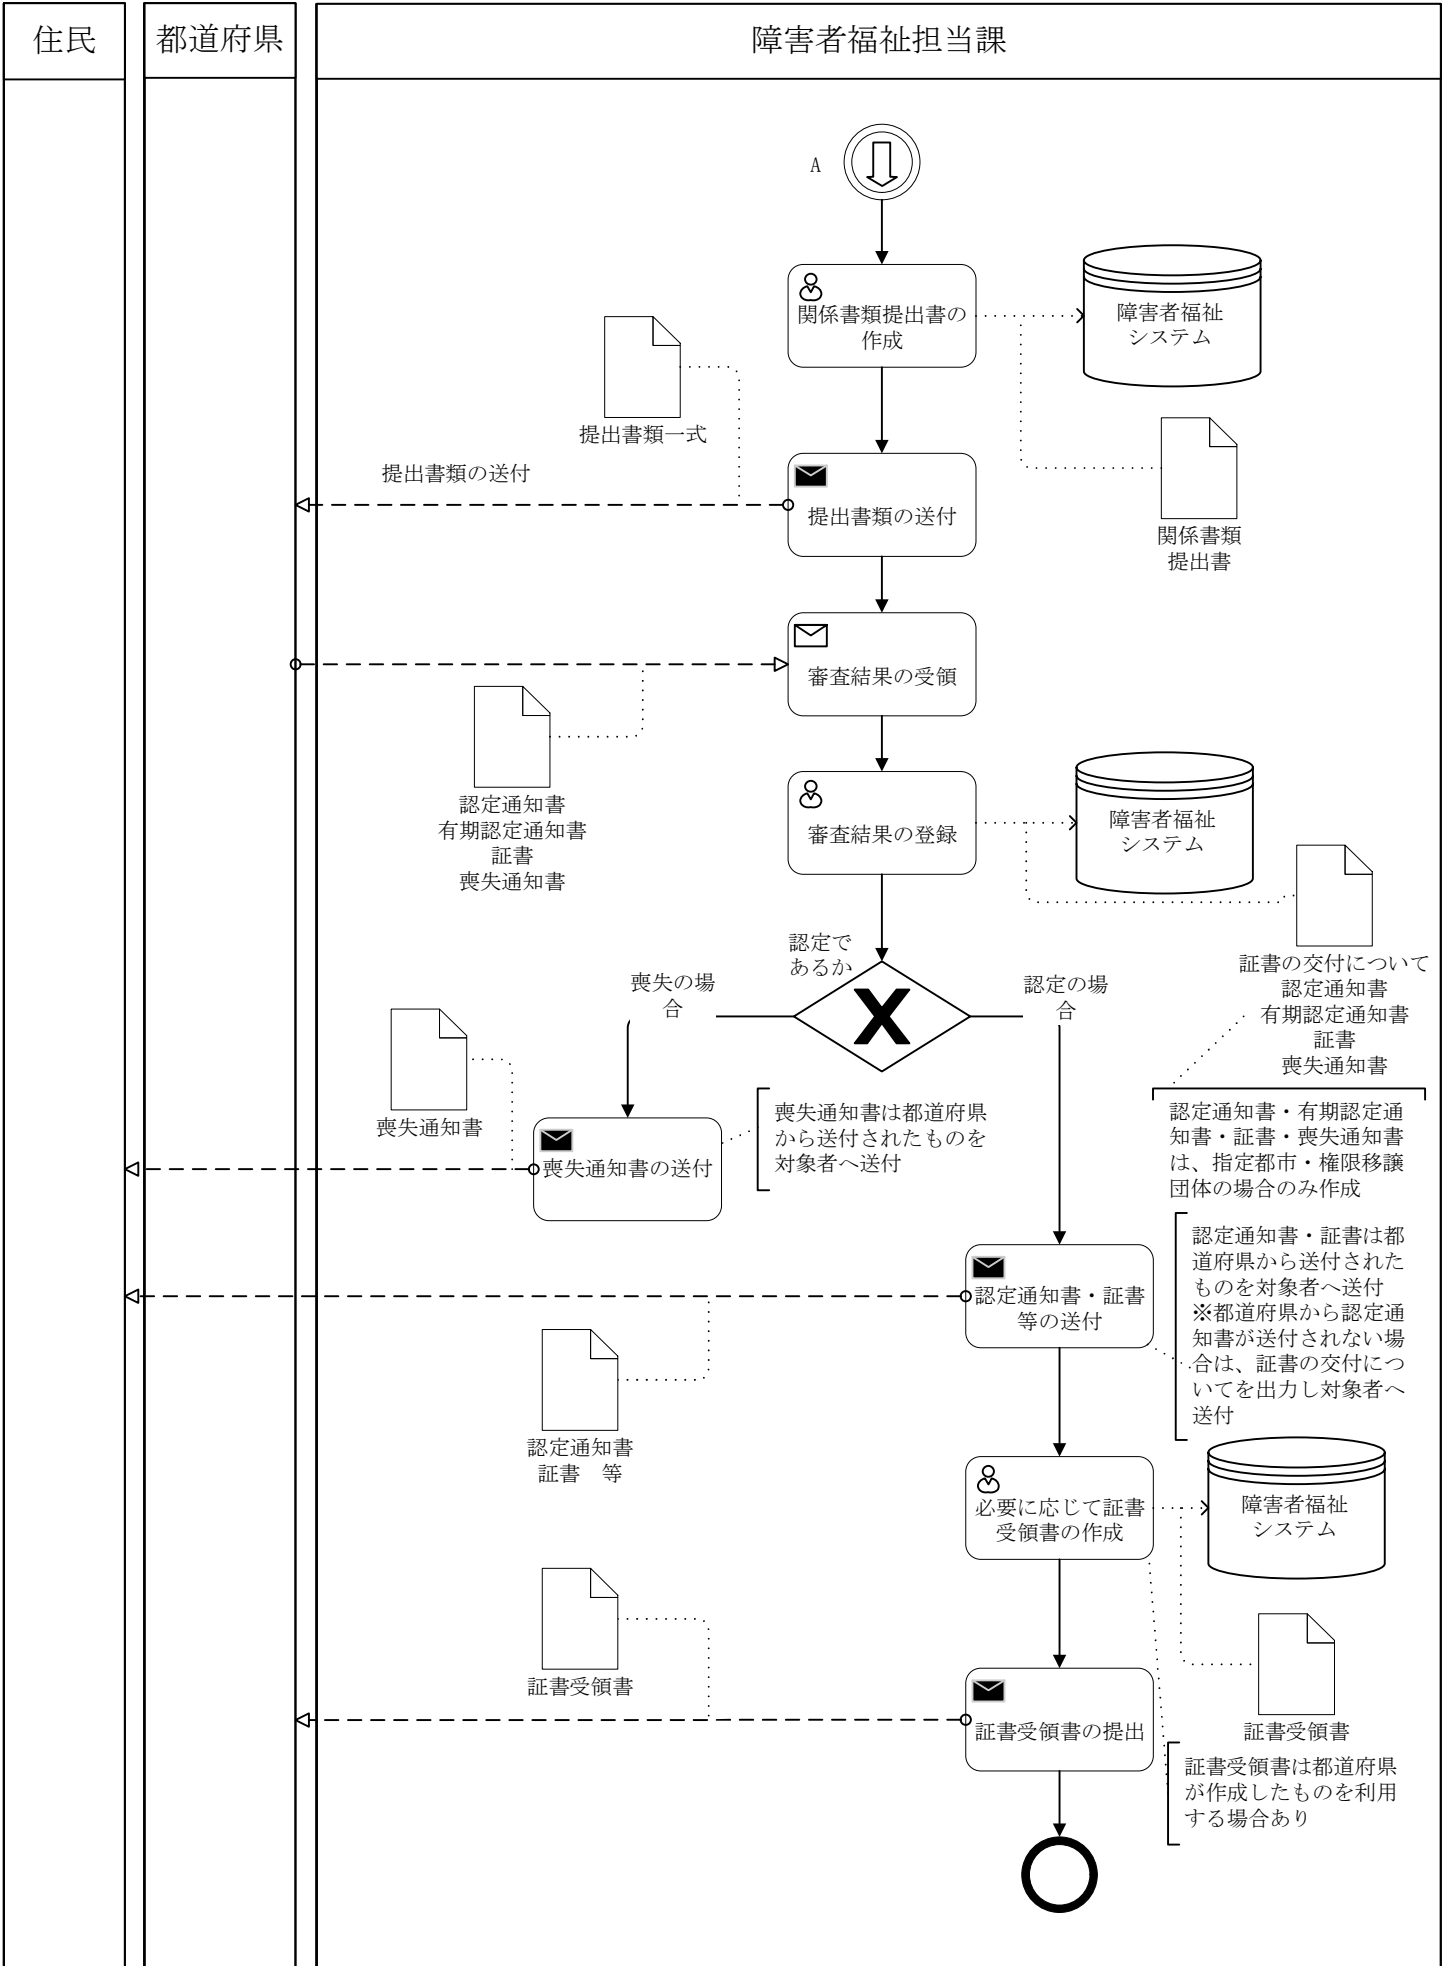 住民
都道府県
障害者福祉担当課
A
関係書類提出書の
作成
障害者福祉
システム
提出書類一式
関係書類
提出書
提出書類の送付
提出書類の送付
審査結果の受領
認定通知書
有期認定通知書
証書
喪失通知書
審査結果の登録
障害者福祉
システム
証書の交付について
認定通知書
有期認定通知書
証書
喪失通知書
認定で
あるか
喪失の場
合
認定の場
合
喪失通知書
喪失通知書の送付
喪失通知書は都道府県
から送付されたものを
対象者へ送付
認定通知書・有期認定通
知書・証書・喪失通知書
は、指定都市・権限移譲
団体の場合のみ作成
認定通知書・証書
等の送付
認定通知書・証書は都
道府県から送付された
ものを対象者へ送付
※都道府県から認定通
知書が送付されない場
合は、証書の交付につ
いてを出力し対象者へ
送付
認定通知書
証書　等
必要に応じて証書
受領書の作成
障害者福祉
システム
証書受領書
証書受領書
証書受領書の提出
証書受領書は都道府県
が作成したものを利用
する場合あり